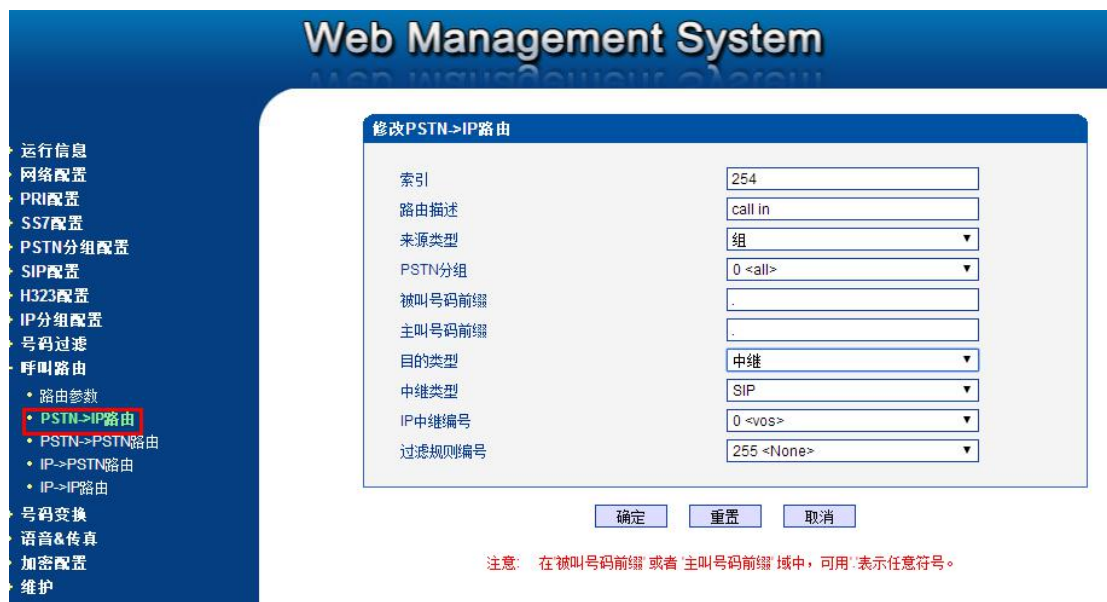 Web Management System
运行信息
网络配置
PRI配置
SS7配置
PSTN分组配置
SIP配置
H323配置
IP分组配置
号码过滤
呼叫路由
路由参数
PSTN->IP路由
PSTN->PSTN路由
IP->PSTN路由
IP->IP路由
号码变换
语音&传真
加密配置
维护
修改PSTN->IP路由
索引 254
路由描述 call in
来源类型 组
PSTN分组 0 <all>
被叫号码前缀 .
主叫号码前缀 .
目的类型 中继
中继类型 SIP
IP中继编号 0 <vos>
过滤规则编号 255 <None>
确定 重置 取消
注意: 在'被叫号码前缀' 或者 '主叫号码前缀' 域中，可用'.'表示任意符号。